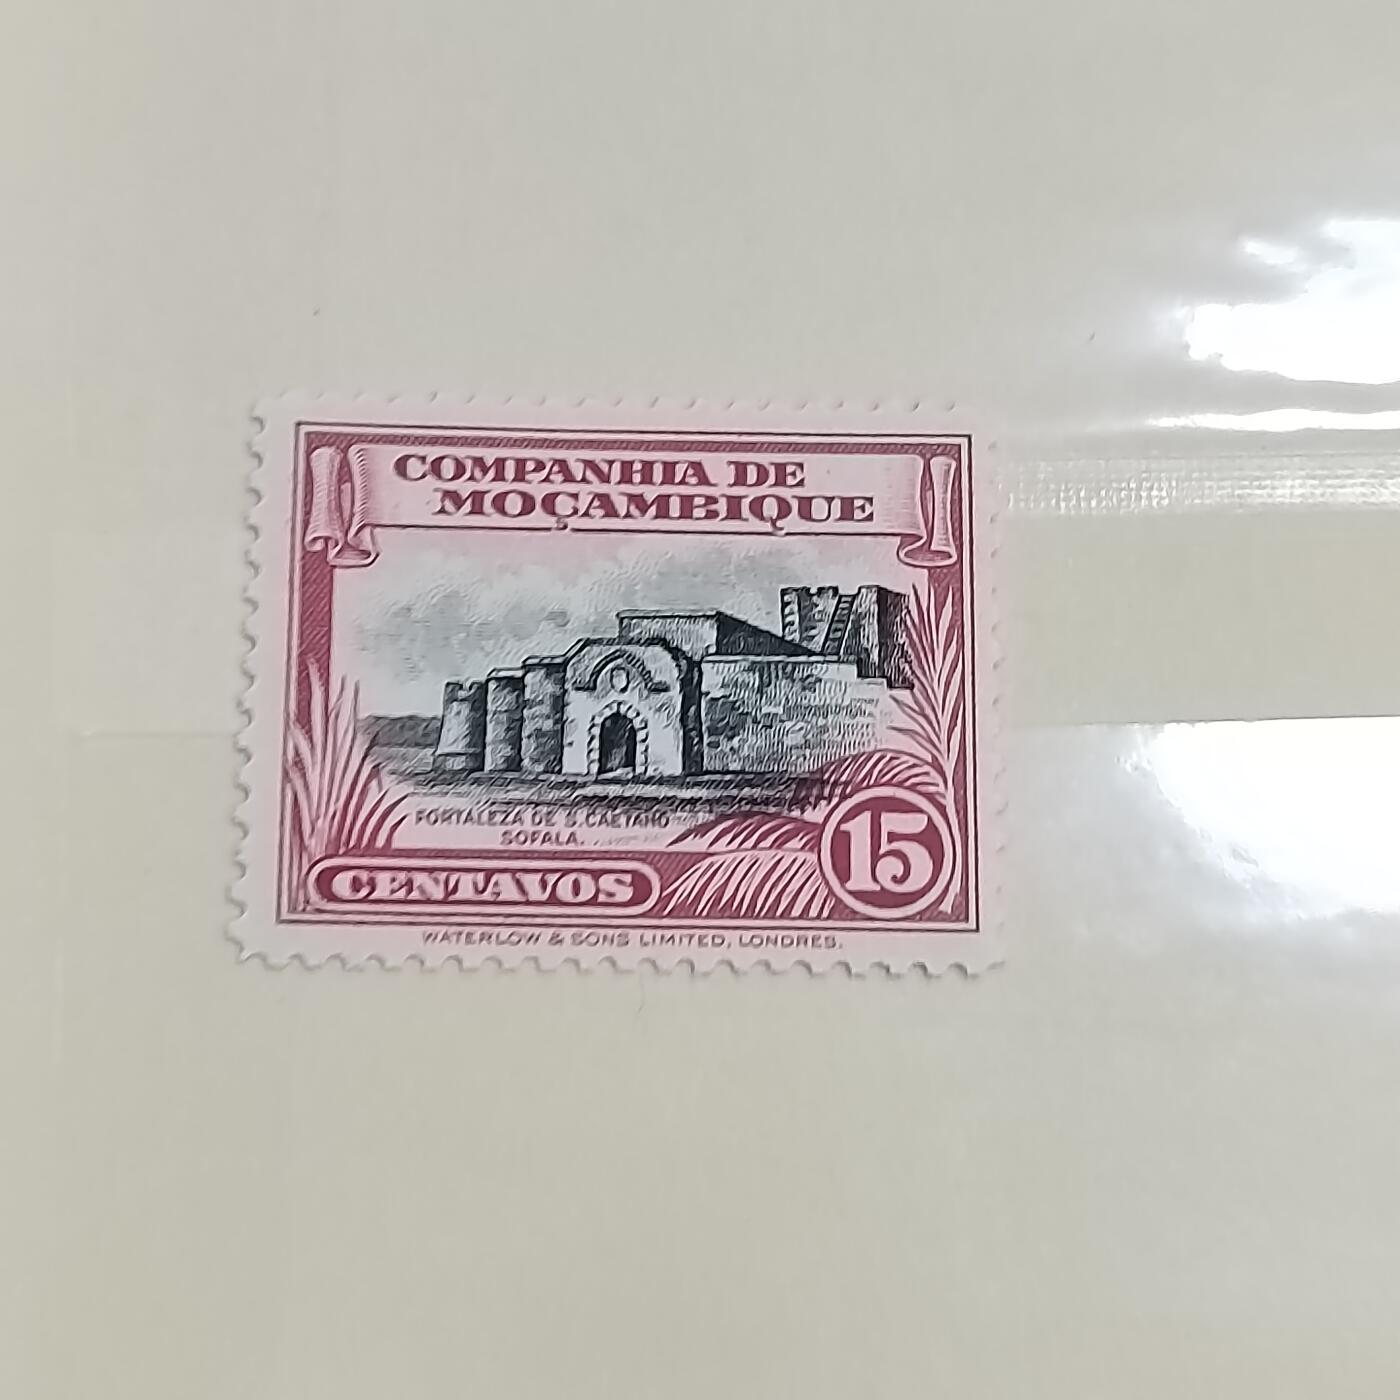 COMPANHIA DE
MOÇAMBIQUE
FORTALEZA DE S. CAETANO
SOFALA.
CENTAVOS
15
WATERLOW & SONS LIMITED, LONDRES.